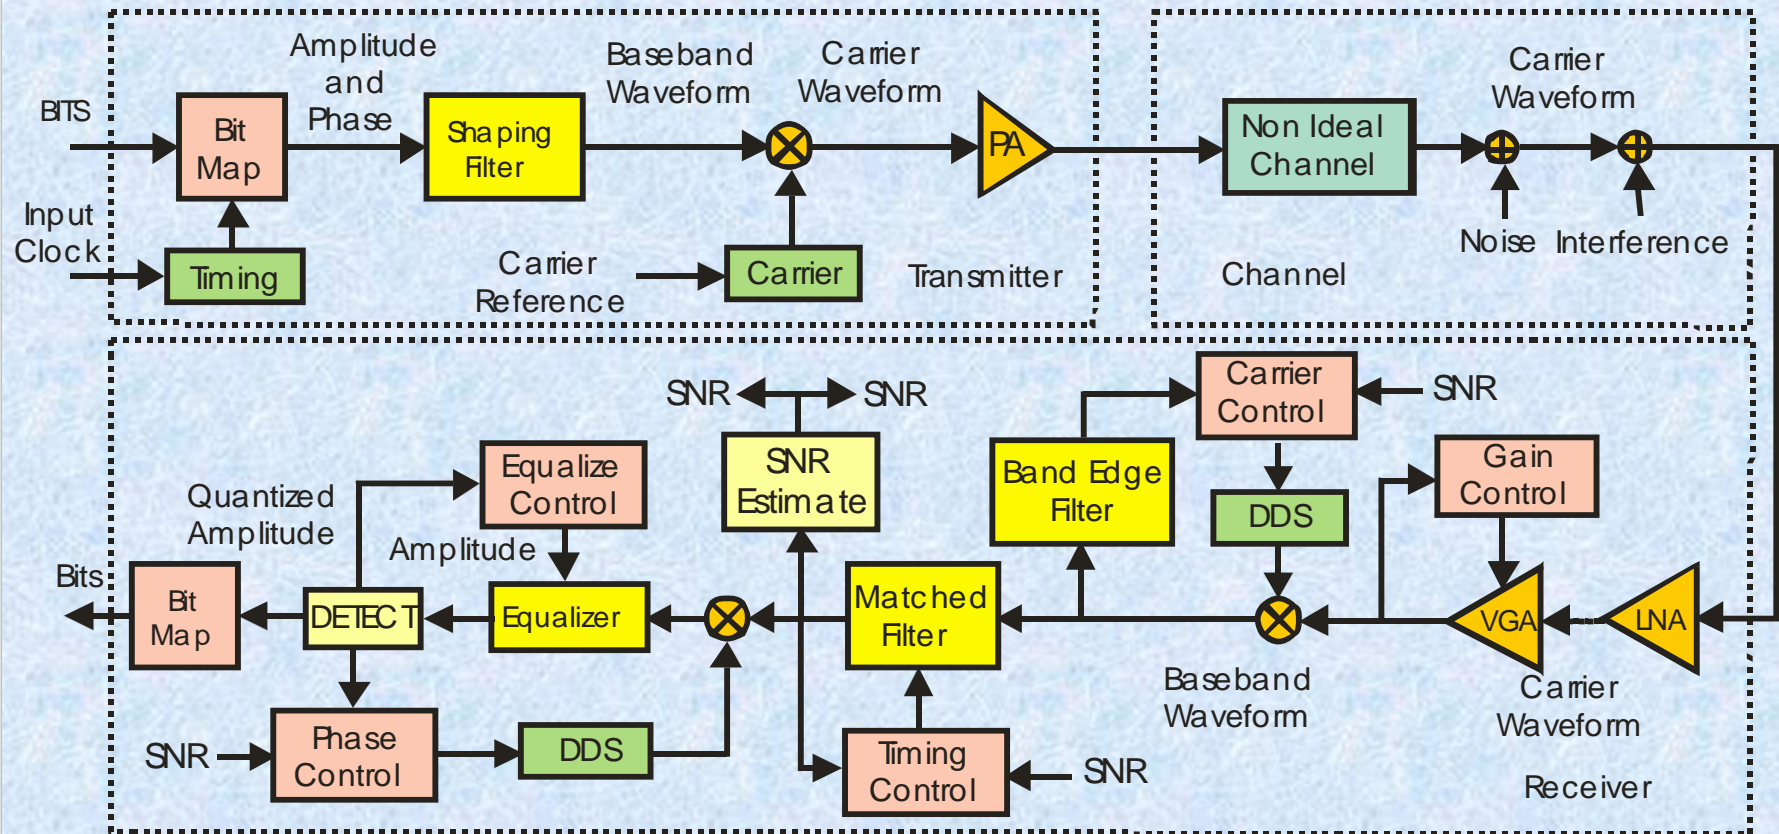 Amplitude
and
Phase
Baseband
Waveform
Carrier
Waveform
Carrier
Waveform
BITS
Bit
Map
Shaping
Filter
PA
Non Ideal
Channel
Input
Clock
Timing
Carrier
Reference
Carrier
Transmitter
Channel
Noise
Interference
SNR
SNR
Carrier
Control
SNR
Equalize
Control
SNR
Estimate
Band Edge
Filter
DDS
Gain
Control
Quantized
Amplitude
Amplitude
Bits
Bit
Map
DETECT
Equalizer
Matched
Filter
VGA
LNA
Baseband
Waveform
Carrier
Waveform
SNR
Phase
Control
DDS
Timing
Control
SNR
Receiver